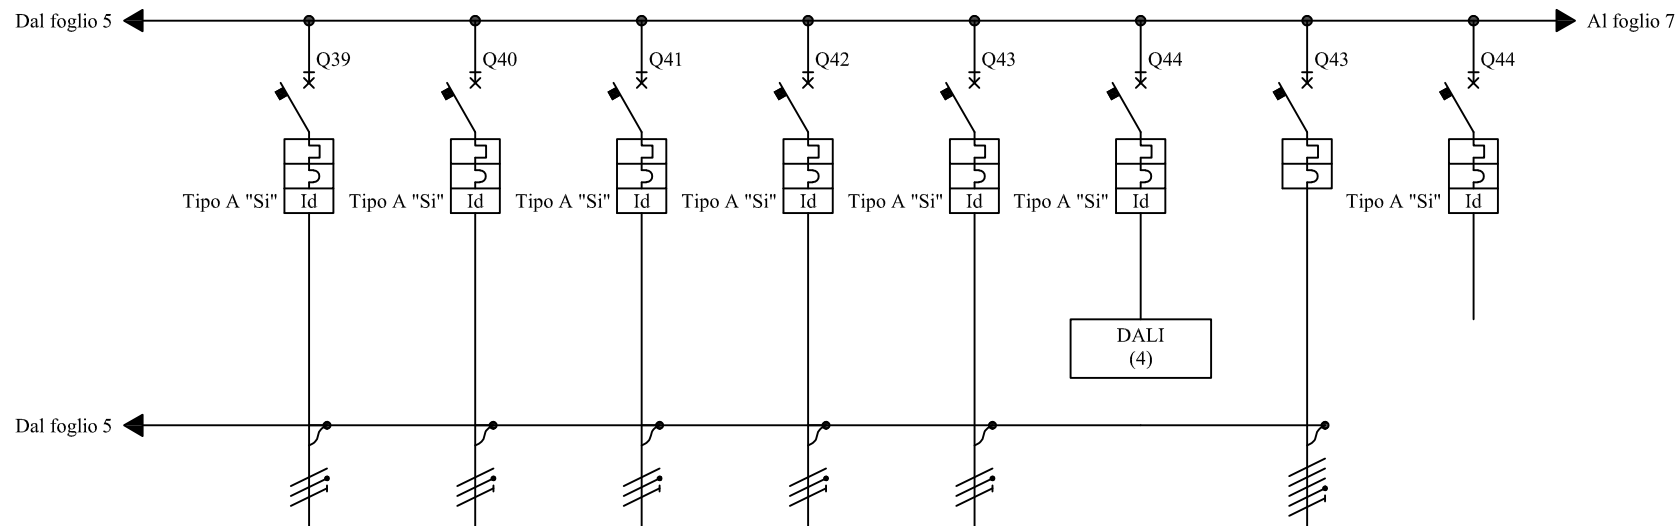 Dal foglio 5
Al foglio 7
Q39
Q40
Q41
Q42
Q43
Q44
Q43
Q44
Tipo A "Si"
Id
Tipo A "Si"
Id
Tipo A "Si"
Id
Tipo A "Si"
Id
Tipo A "Si"
Id
Tipo A "Si"
Id
Tipo A "Si"
Id
DALI
(4)
Dal foglio 5